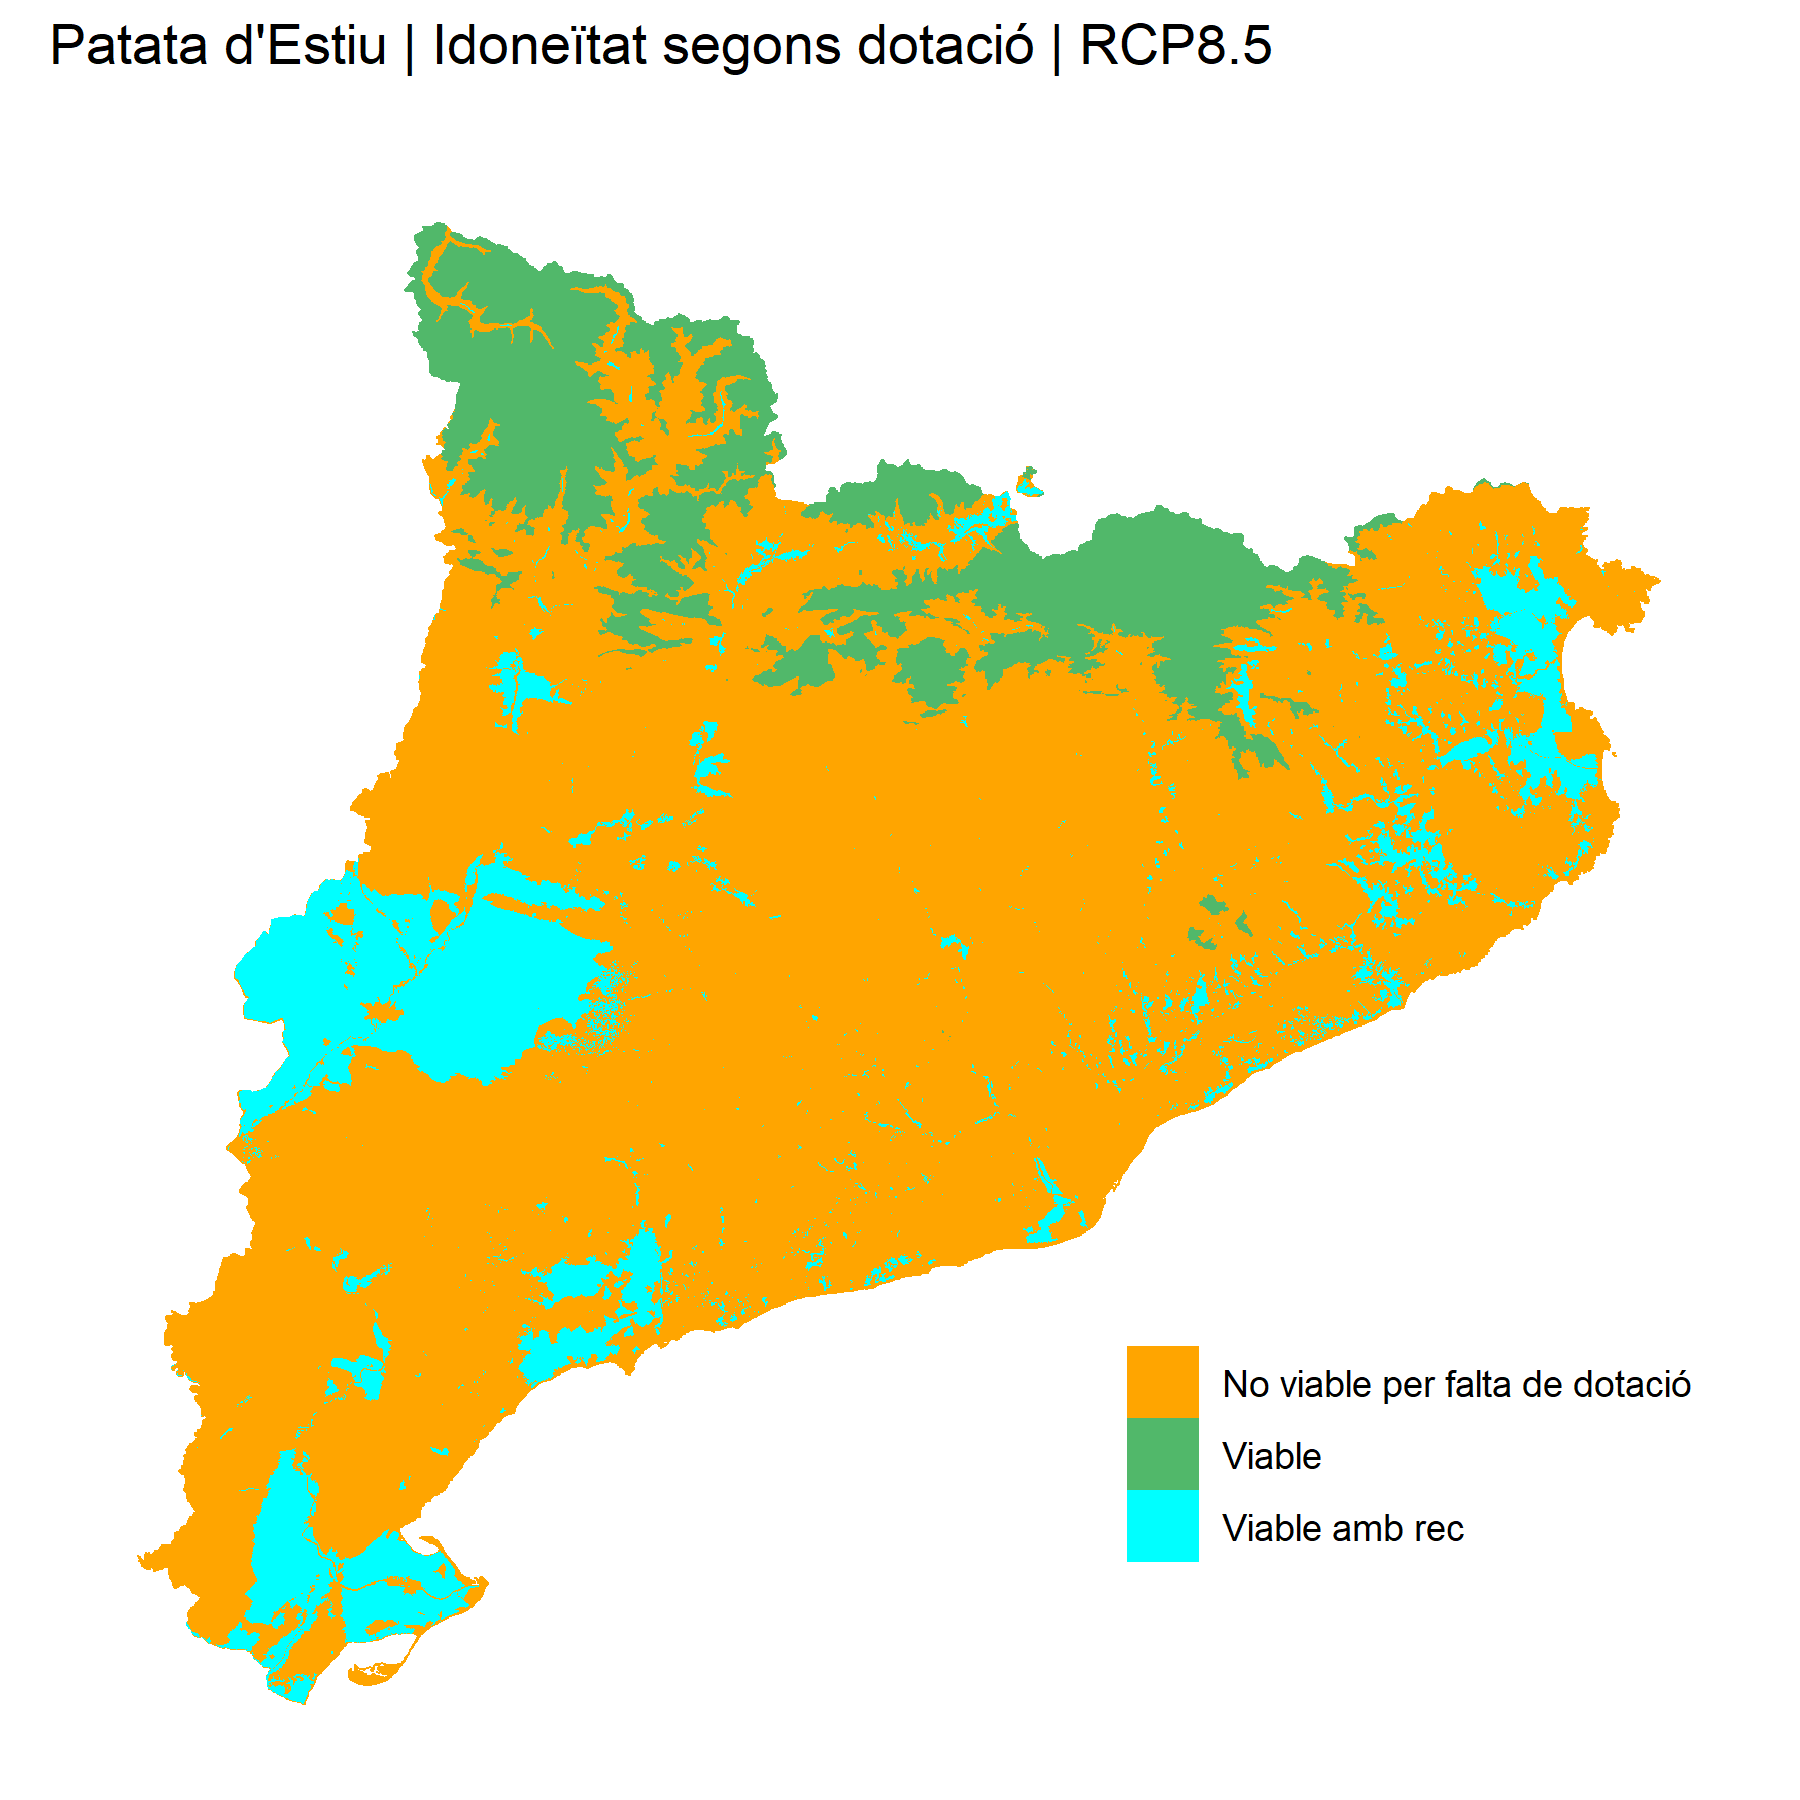 Patata d'Estiu | Idoneïtat segons dotació | RCP8.5
No viable per falta de dotació
Viable
Viable amb rec